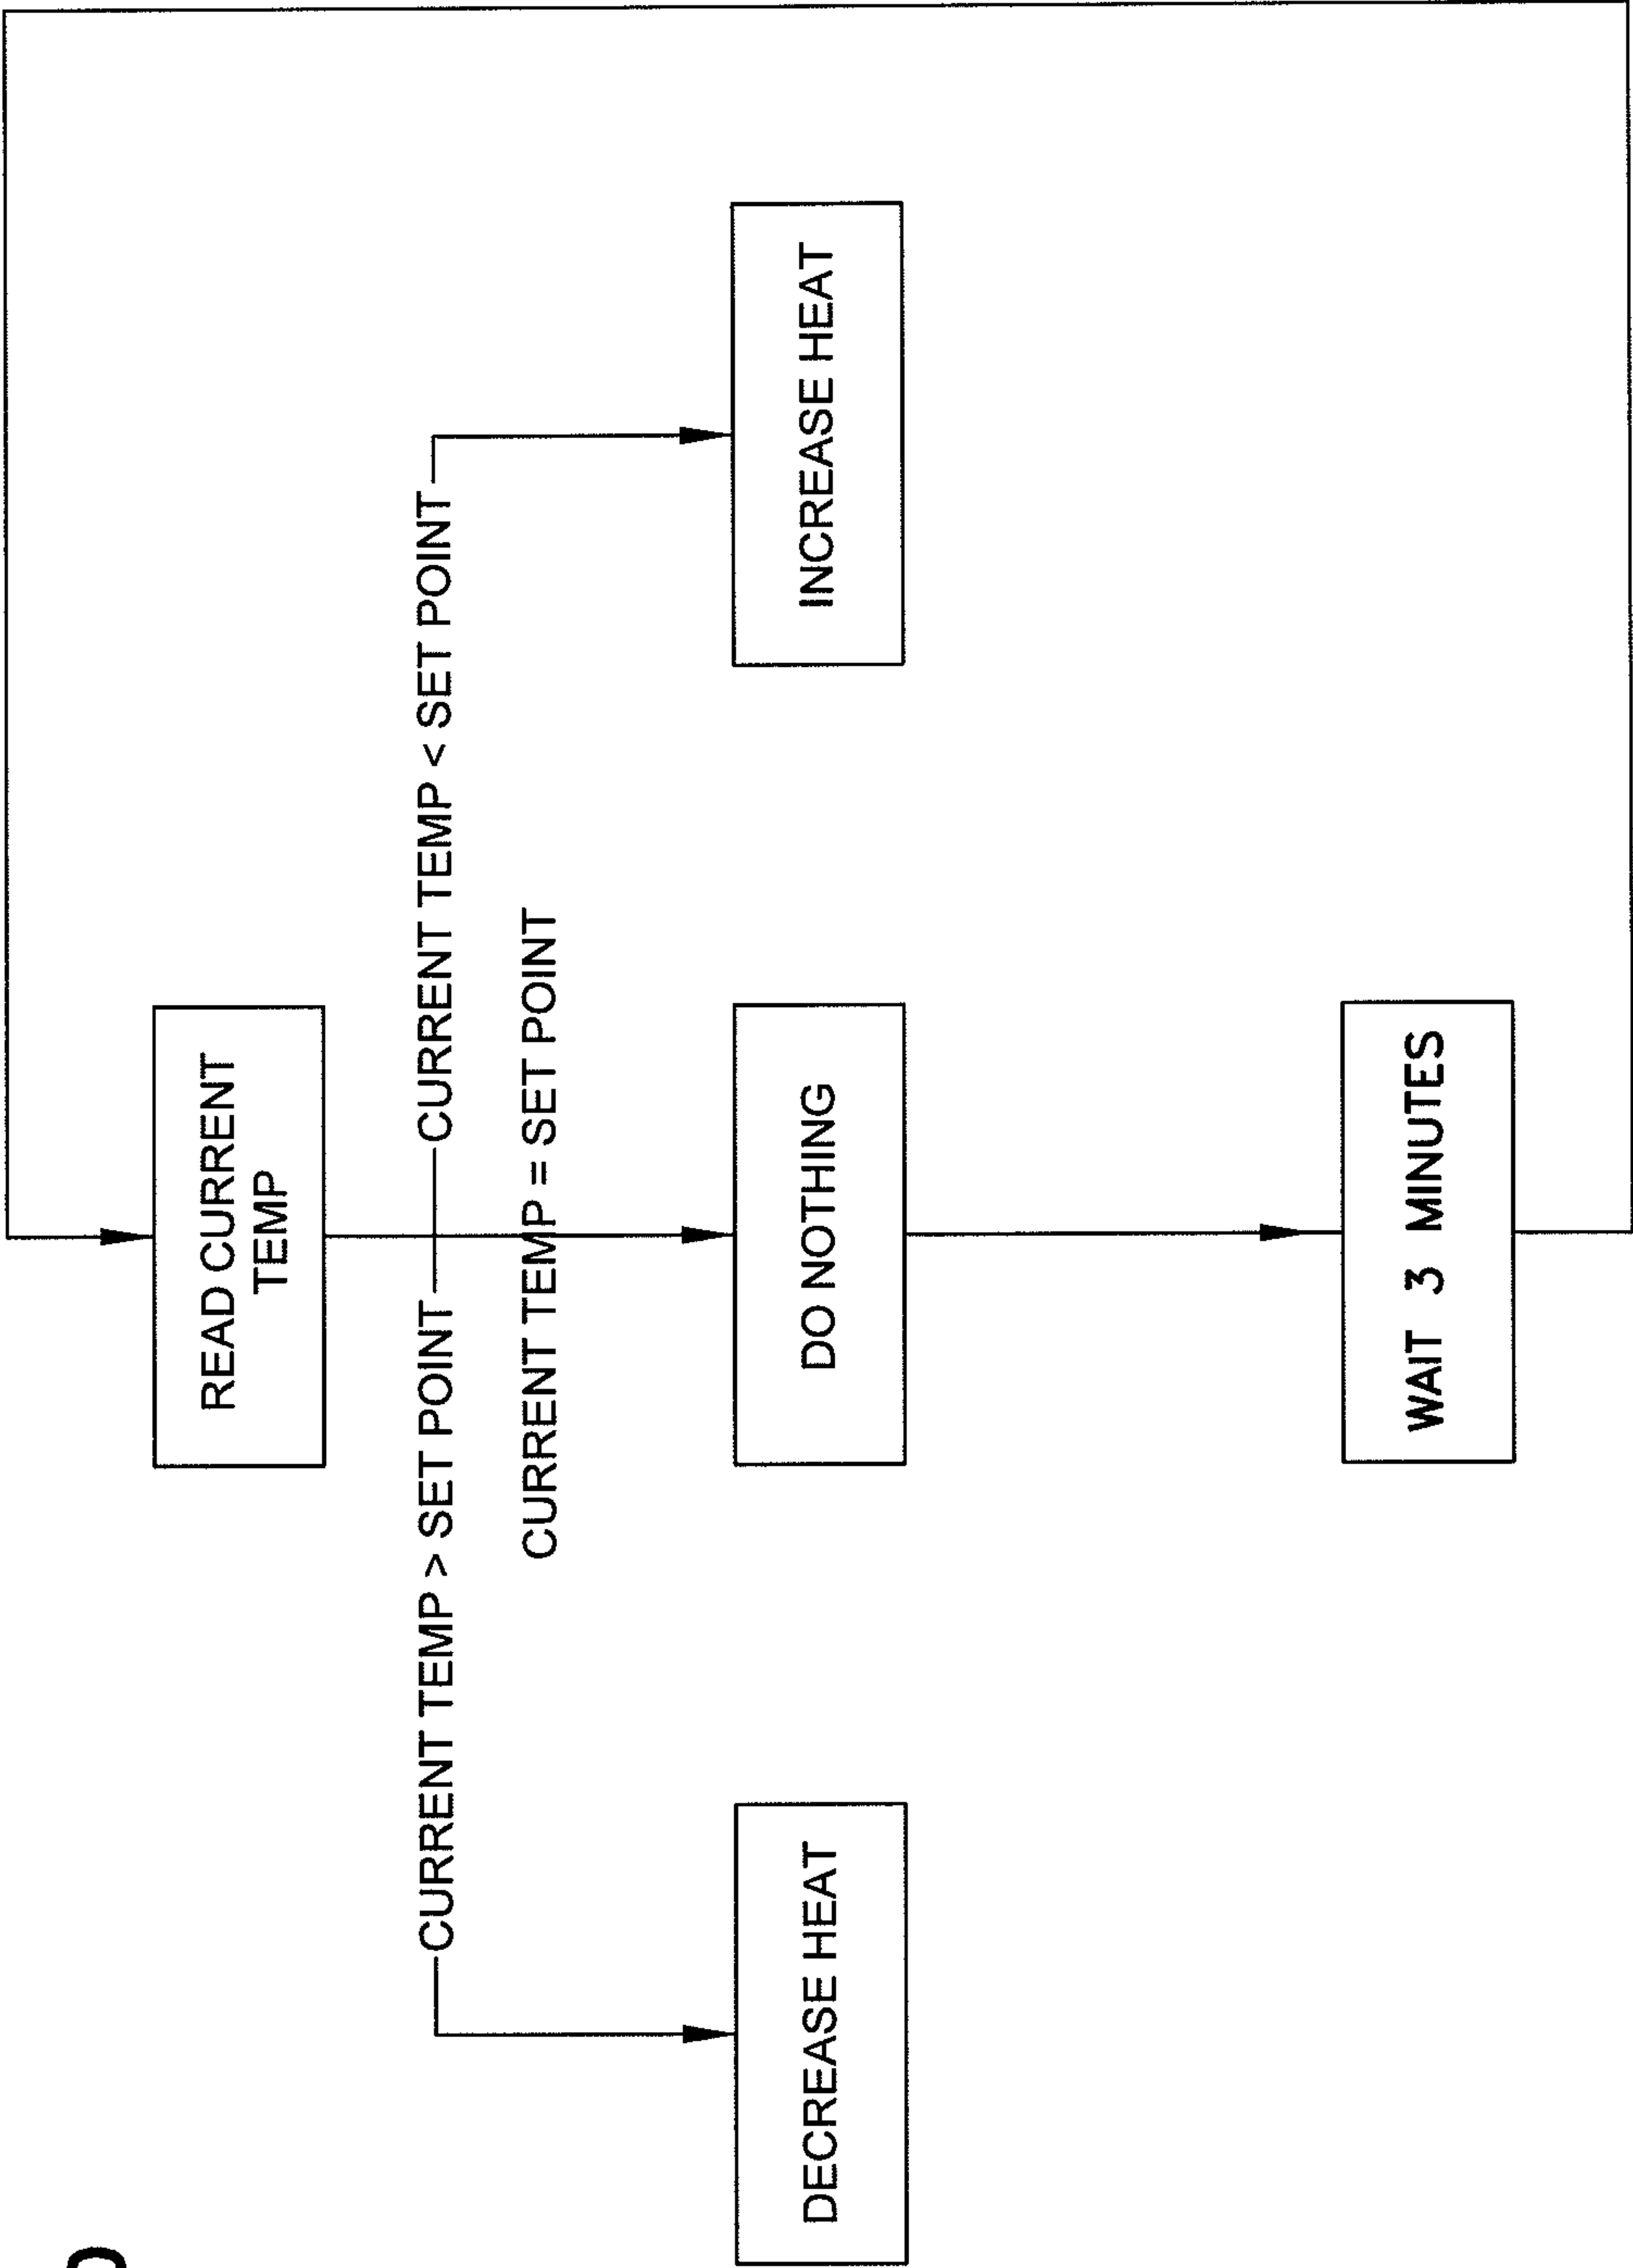 READ CURRENT
TEMP
CURRENT TEMP > SET POINT
CURRENT TEMP < SET POINT
CURRENT TEMP = SET POINT
DECREASE HEAT
DO NOTHING
INCREASE HEAT
WAIT 3 MINUTES